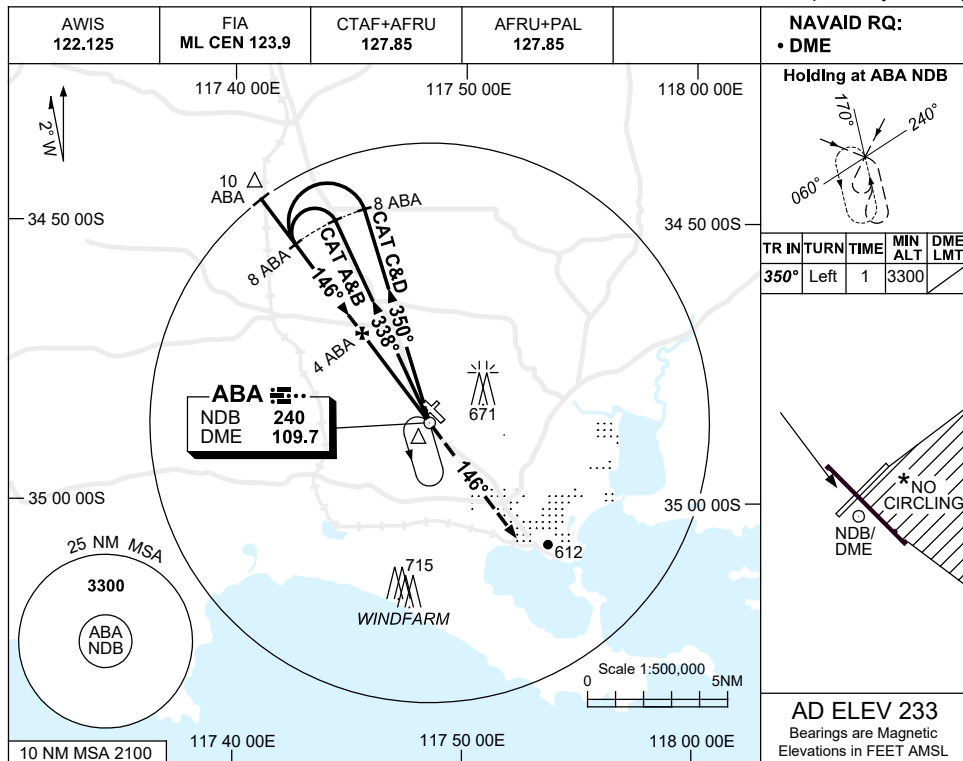 AWIS
122.125
FIA
ML CEN 123.9
CTAF+AFRU
127.85
AFRU+PAL
127.85
NAVAID RQ:
• DME
117 40 00E
117 50 00E
118 00 00E
2° W
10
ABA
8 ABA
34 50 00S
34 50 00S
8 ABA
CAT A&B
CAT C&D
146°
338°
350°
4 ABA
671
ABA
NDB 240
DME 109.7
146°
35 00 00S
35 00 00S
612
715
WINDFARM
25 NM MSA
3300
ABA
NDB
Scale 1:500,000
0 5NM
117 40 00E
117 50 00E
118 00 00E
10 NM MSA 2100
Holding at ABA NDB
170°
240°
060°
TR IN TURN TIME MIN ALT DME LMT
350° Left 1 3300
*NO
CIRCLING
NDB/
DME
AD ELEV 233
Bearings are Magnetic
Elevations in FEET AMSL